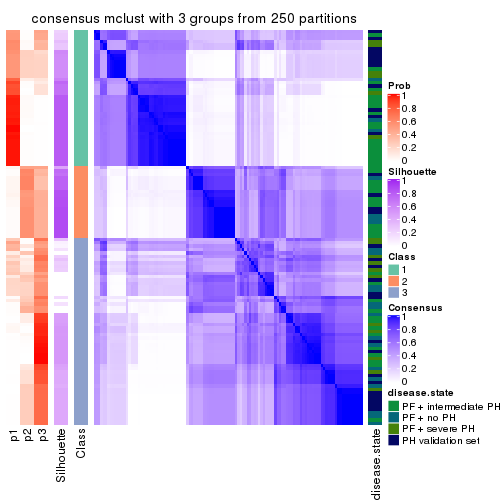 consensus mclust with 3 groups from 250 partitions
Prob
1
0.8
0.6
0.4
0.2
0
Silhouette
1
0.8
0.6
0.4
0.2
0
Class
1
2
3
Consensus
1
0.8
0.6
0.4
0.2
0
disease.state
PF + intermediate PH
PF + no PH
PF + severe PH
PH validation set
p1
p2
p3
Silhouette
Class
disease.state